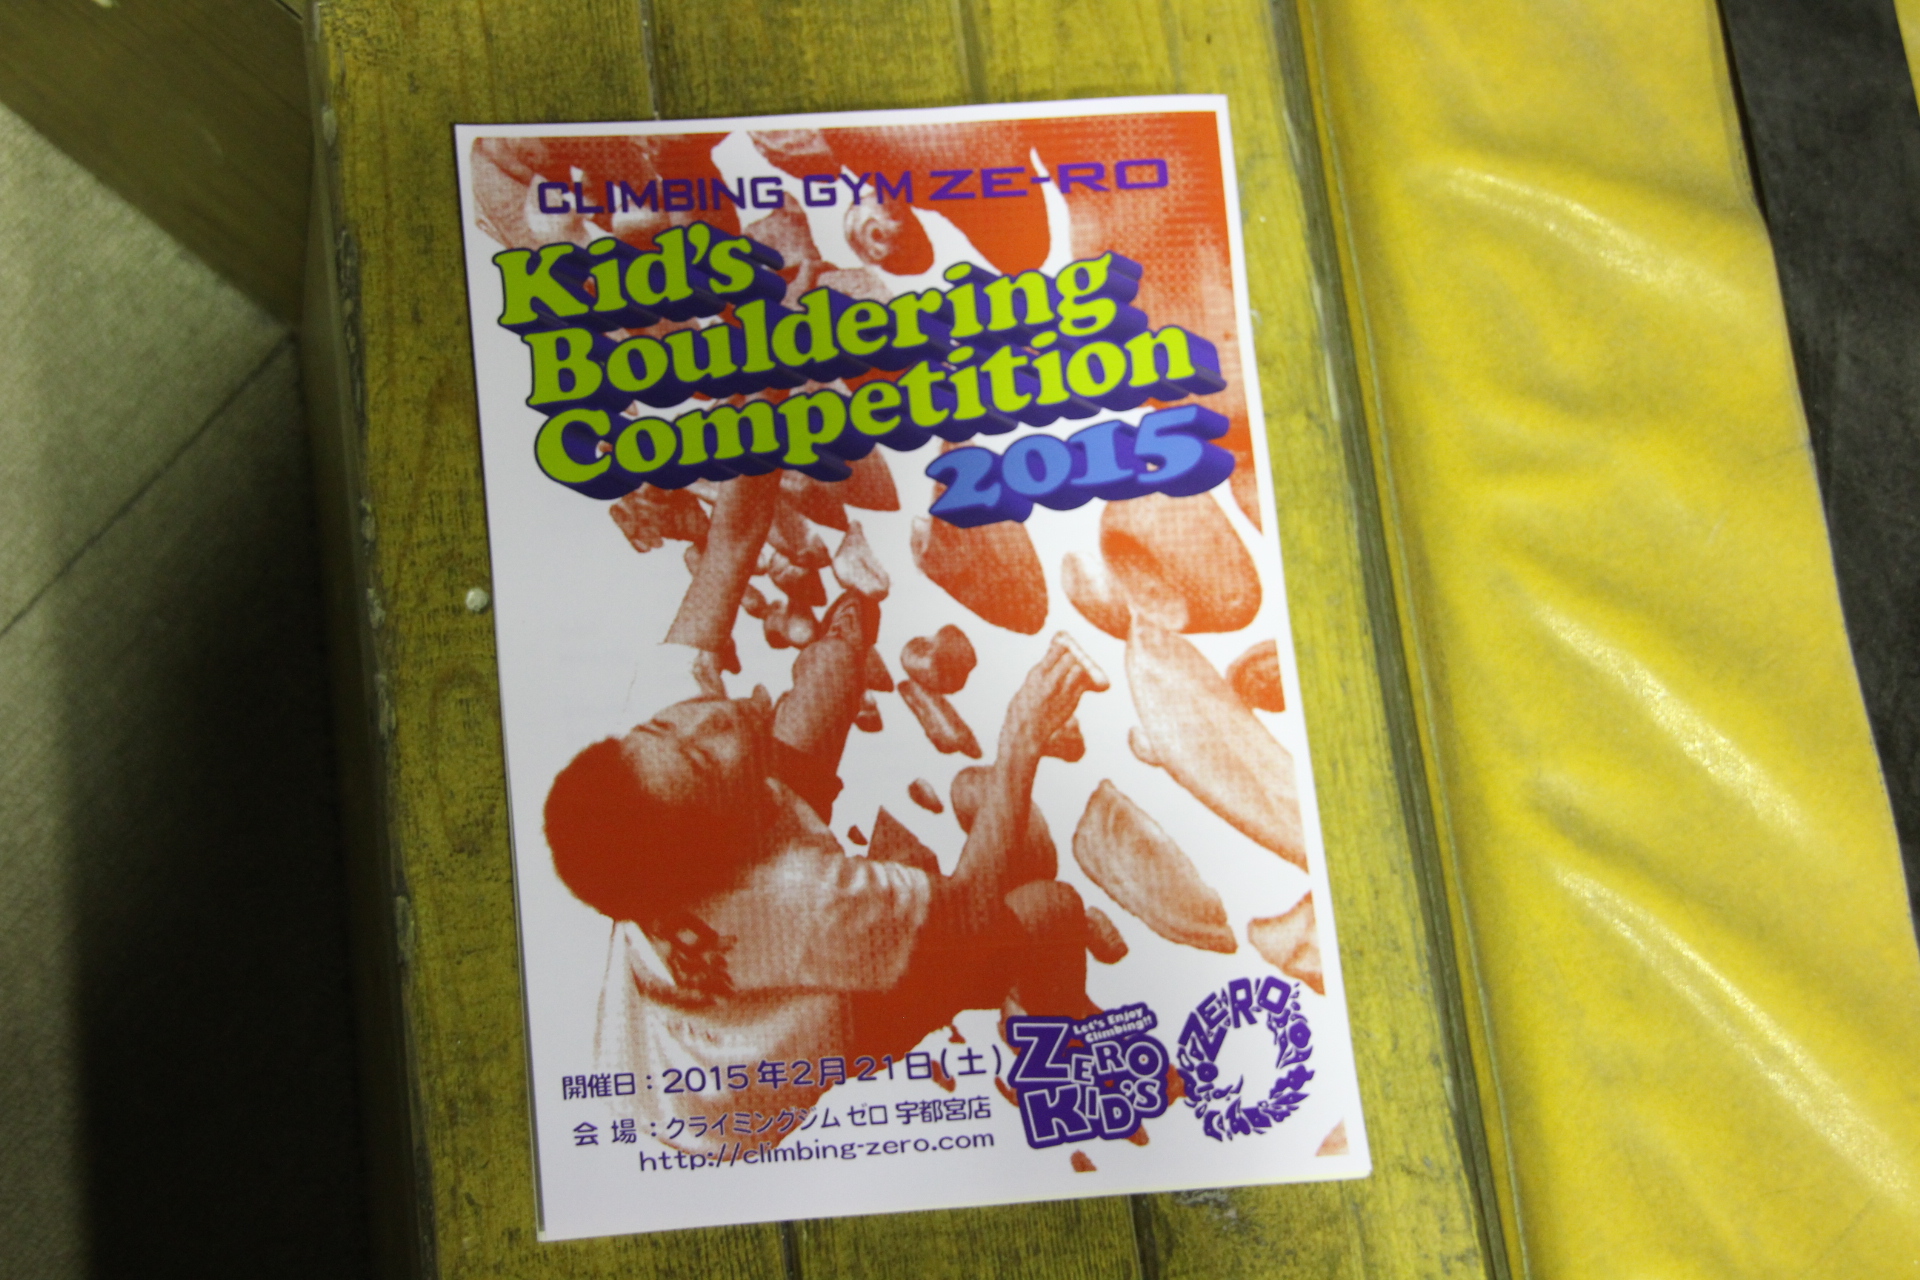 CLIMBING GYM ZE-RO
Kid's
Bouldering
Competition
2015
開催日：2015年2月21日(土)
会 場：クライミングジム ゼロ 宇都宮店
http://climbing-zero.com
Let's Enjoy
Climbing!!
ZERO
KID'S
ZERO